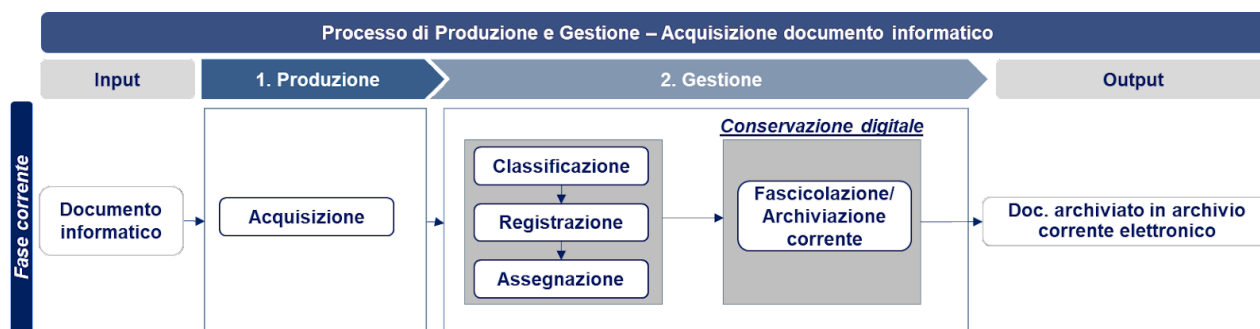 Processo di Produzione e Gestione – Acquisizione documento informatico
Input
1. Produzione
2. Gestione
Output
Fase corrente
Documento
informatico
Acquisizione
Classificazione
Registrazione
Assegnazione
Conservazione digitale
Fascicolazione/
Archiviazione
corrente
Doc. archiviato in archivio
corrente elettronico